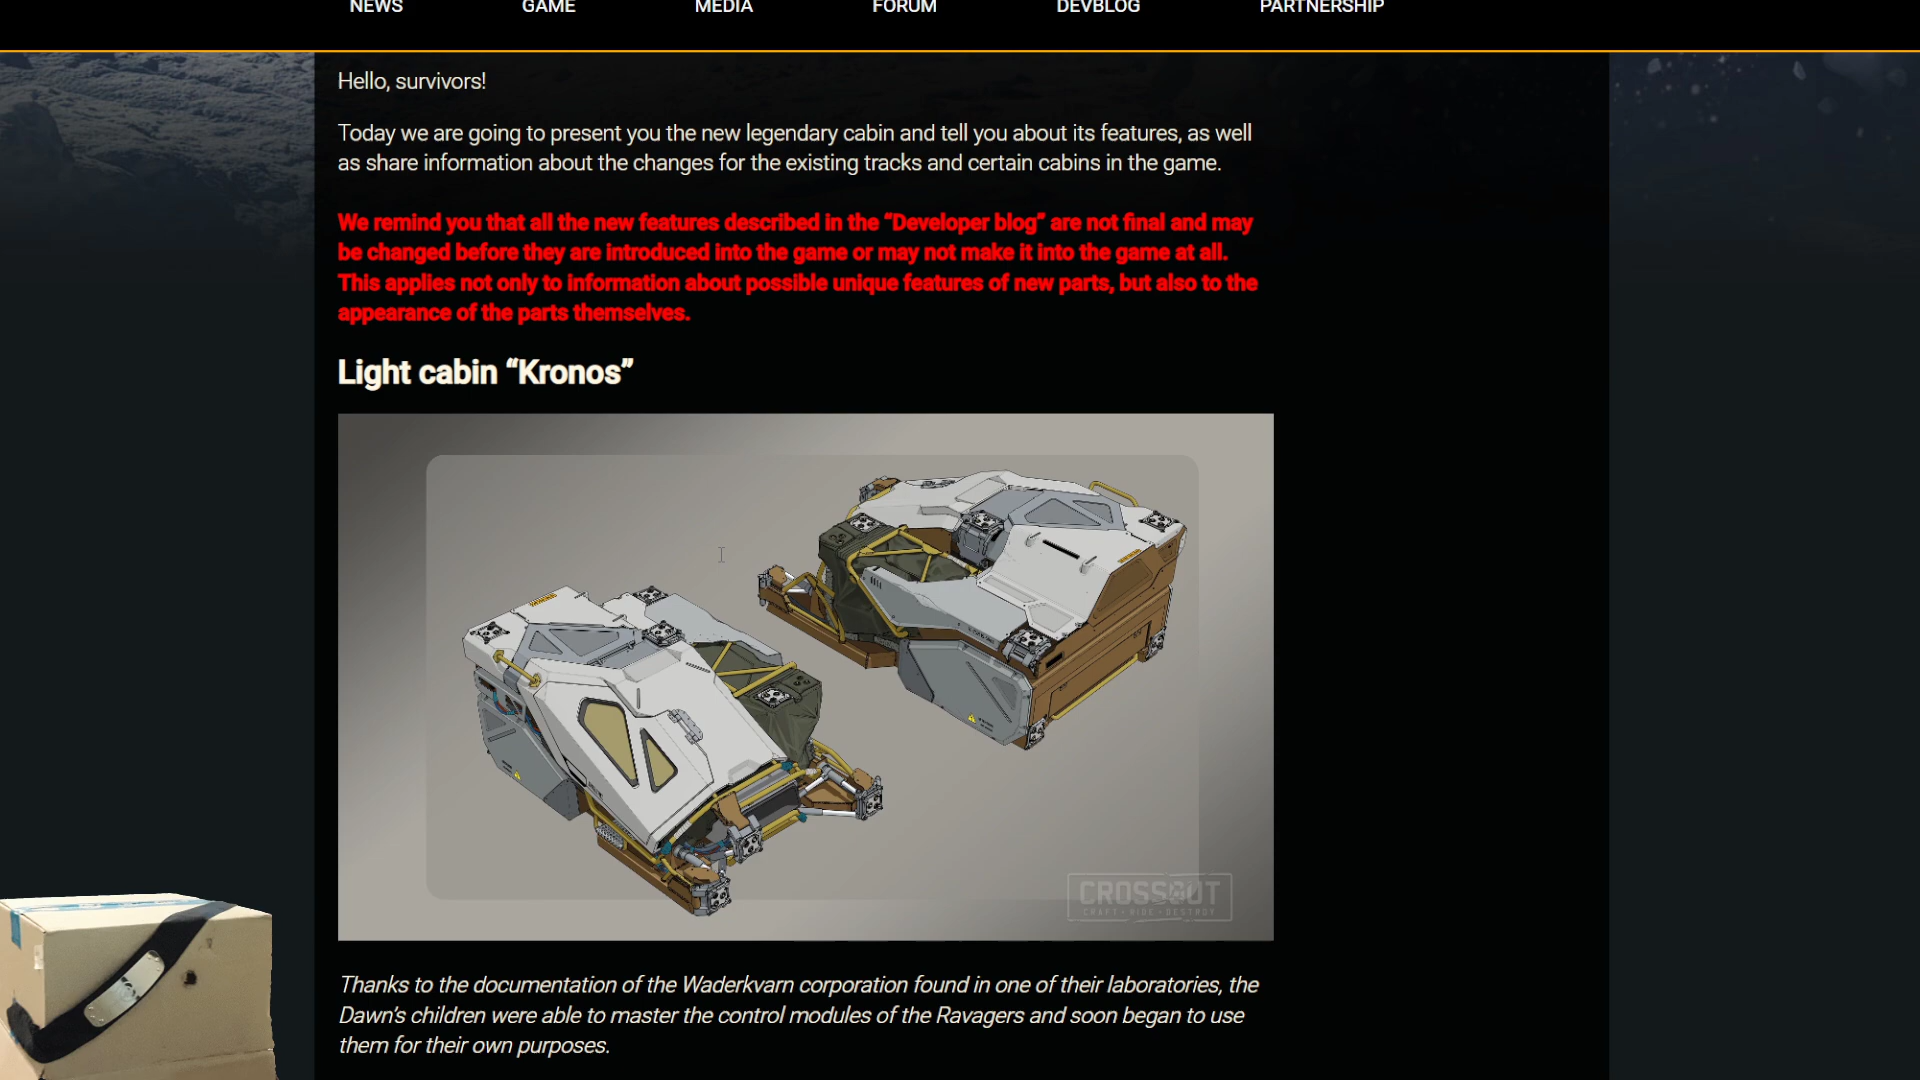 NEWS GAME MEDIA FORUM DEVBLOG PARTNERSHIP
Hello, survivors!
Today we are going to present you the new legendary cabin and tell you about its features, as well
as share information about the changes for the existing tracks and certain cabins in the game.
We remind you that all the new features described in the “Developer blog” are not final and may
be changed before they are introduced into the game or may not make it into the game at all.
This applies not only to information about possible unique features of new parts, but also to the
appearance of the parts themselves.
Light cabin “Kronos”
CROSSOUT
CRAFT • RIDE • DESTROY
Thanks to the documentation of the Waderkvarn corporation found in one of their laboratories, the
Dawn's children were able to master the control modules of the Ravagers and soon began to use
them for their own purposes.